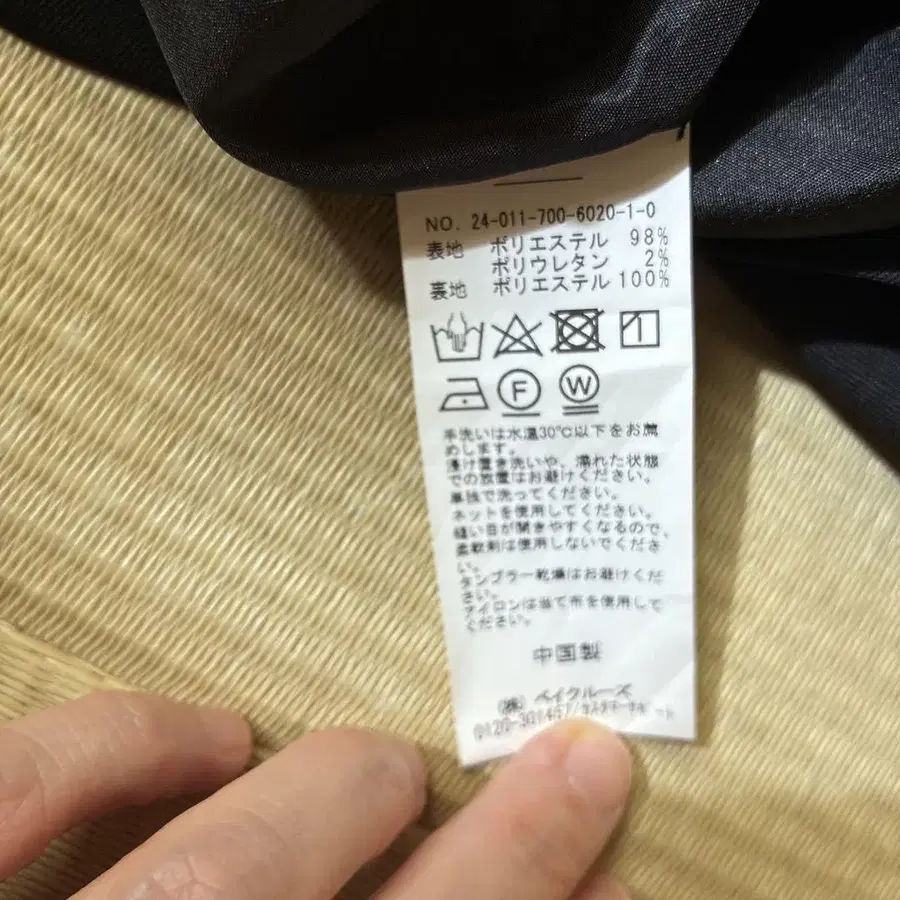 NO. 24-011-700-6020-1-0
表地 ポリエステル 98%
ポリウレタン 2%
裏地 ポリエステル 100%
F W
手洗いは水温30℃以下をお薦
めします。
浸け置き洗いや、濡れた状態
での放置はお避けください。
単独で洗ってください。
ネットを使用してください。
縫い目が開きやすくなるので、
柔軟剤は使用しないでくださ
い。
タンブラー乾燥はお避けくだ
さい。
アイロンは当て布を使用して
ください。
中国製
(株) ベイクルーズ
0120-301457